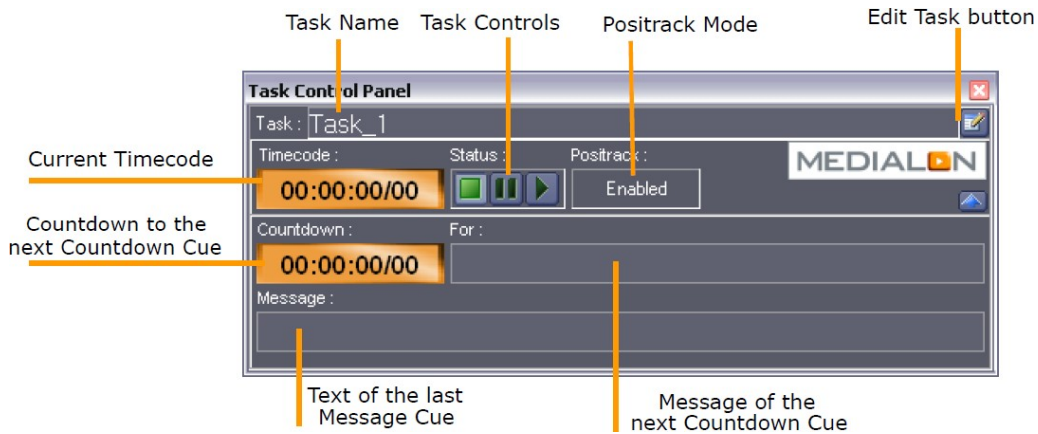 Task Name Task Controls Positrack Mode Edit Task button
Task Control Panel
Task : Task_1
Current Timecode
Timecode : Status : Positrack :
MEDIALON
00:00:00/00 Enabled
Countdown to the
next Countdown Cue
Countdown : For :
00:00:00/00
Message :
Text of the last
Message Cue
Message of the
next Countdown Cue